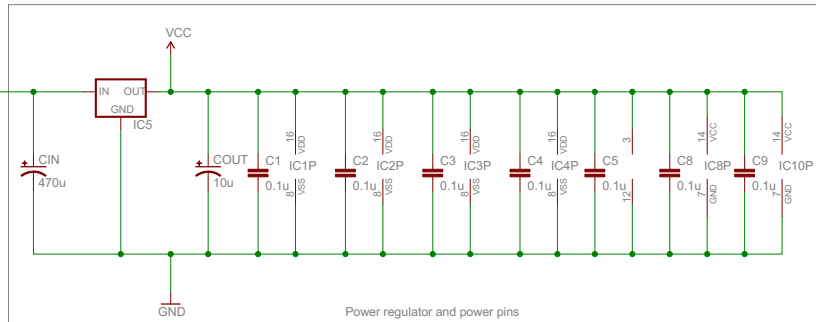 VCC
IN OUT
GND
IC5
CIN
470u
COUT
10u
C1
0.1u
16
VDD
IC1P
8
VSS
C2
0.1u
16
VDD
IC2P
8
VSS
C3
0.1u
16
VDD
IC3P
8
VSS
C4
0.1u
16
VDD
IC4P
8
VSS
C5
0.1u
3
12
C8
0.1u
14
VCC
IC8P
7
GND
C9
0.1u
14
VCC
IC10P
7
GND
GND
Power regulator and power pins